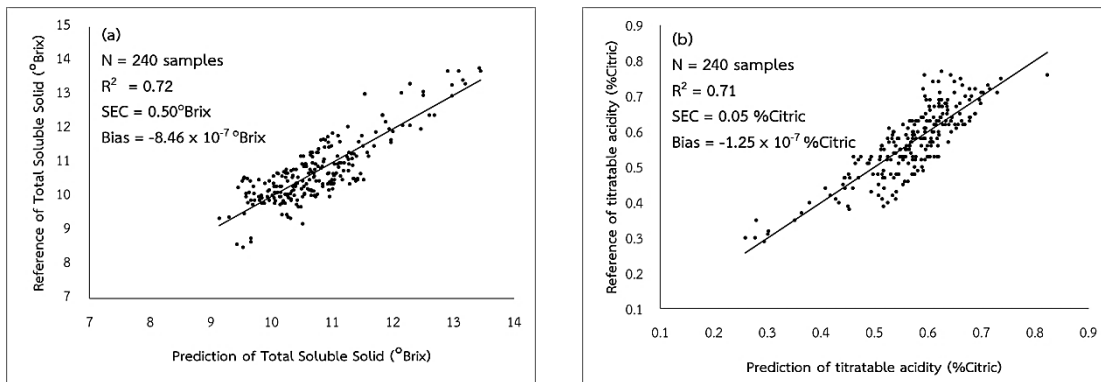 (a)
N = 240 samples
R² = 0.72
SEC = 0.50°Brix
Bias = -8.46 x 10⁻⁷ °Brix
Reference of Total Soluble Solid (°Brix)
15
14
13
12
11
10
9
8
7
7 8 9 10 11 12 13 14
Prediction of Total Soluble Solid (°Brix)
(b)
N = 240 samples
R² = 0.71
SEC = 0.05 %Citric
Bias = -1.25 x 10⁻⁷ %Citric
Reference of titratable acidity (%Citric)
0.9
0.8
0.7
0.6
0.5
0.4
0.3
0.2
0.1
0.1 0.2 0.3 0.4 0.5 0.6 0.7 0.8 0.9
Prediction of titratable acidity (%Citric)